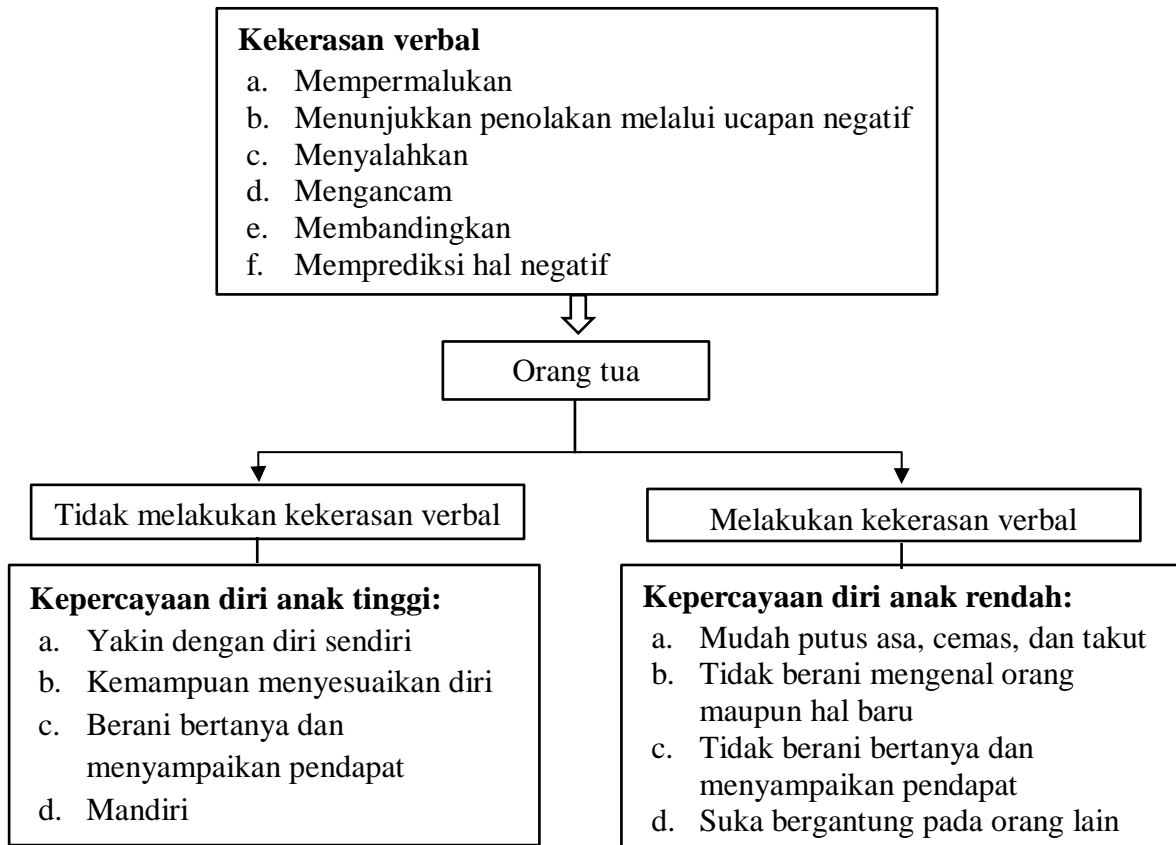 Kekerasan verbal
a. Mempermalukan
b. Menunjukkan penolakan melalui ucapan negatif
c. Menyalahkan
d. Mengancam
e. Membandingkan
f. Memprediksi hal negatif
Orang tua
Tidak melakukan kekerasan verbal
Melakukan kekerasan verbal
Kepercayaan diri anak tinggi:
a. Yakin dengan diri sendiri
b. Kemampuan menyesuaikan diri
c. Berani bertanya dan
menyampaikan pendapat
d. Mandiri
Kepercayaan diri anak rendah:
a. Mudah putus asa, cemas, dan takut
b. Tidak berani mengenal orang
maupun hal baru
c. Tidak berani bertanya dan
menyampaikan pendapat
d. Suka bergantung pada orang lain